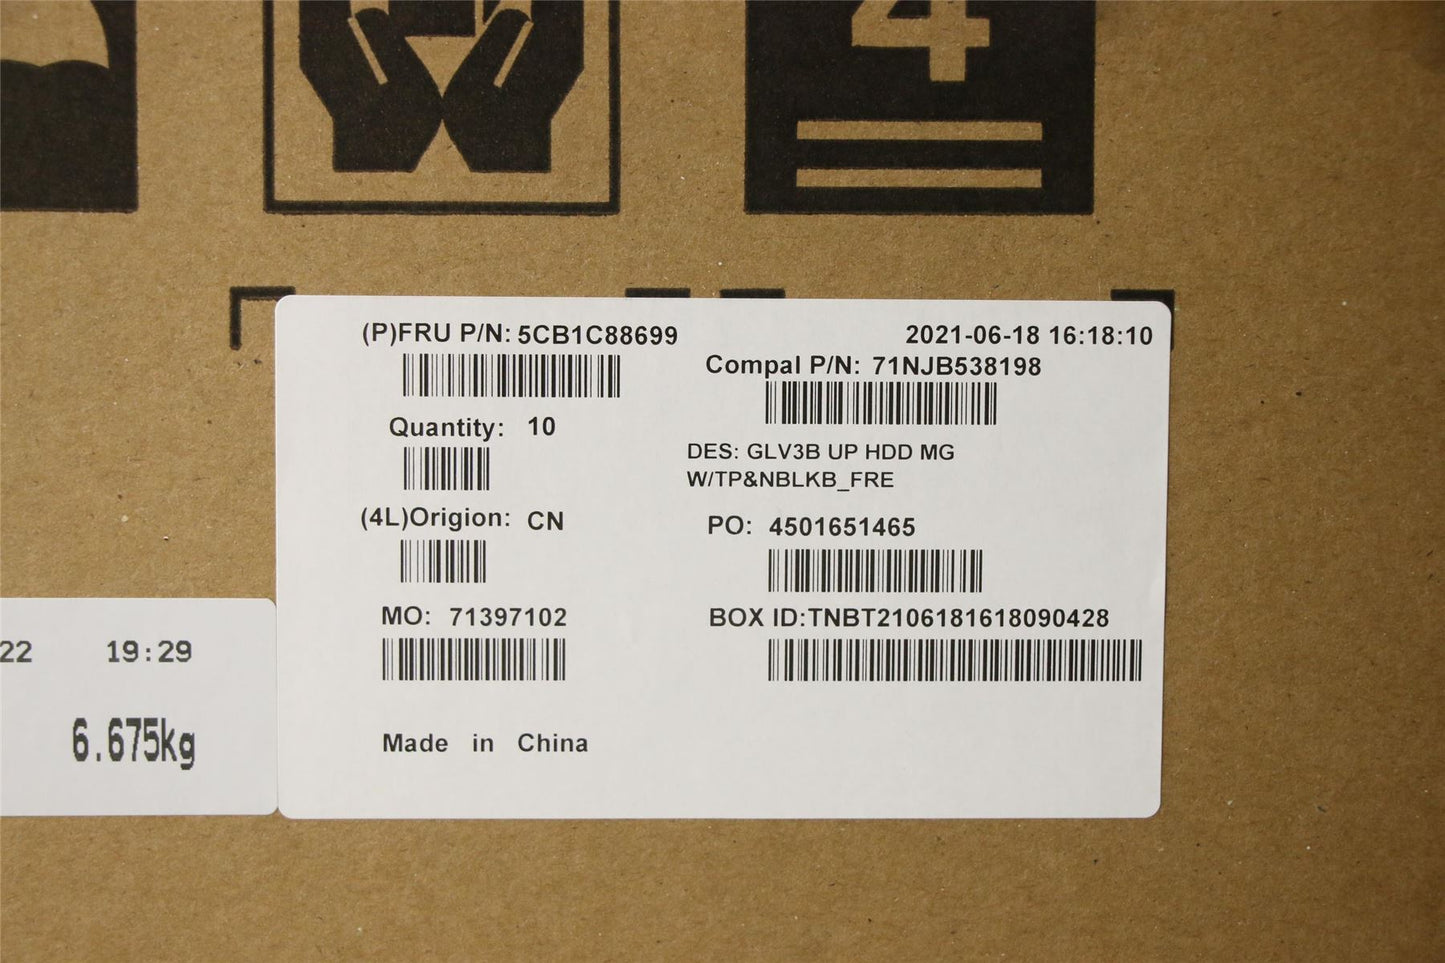 4
(P)FRU P/N: 5CB1C88699
2021-06-18 16:18:10
Compal P/N: 71NJB538198
Quantity: 10
DES: GLV3B UP HDD MG
W/TP&NBLKB_FRE
(4L)Origion: CN
PO: 4501651465
MO: 71397102
BOX ID:TNBT2106181618090428
Made in China
22 19:29
6.675kg